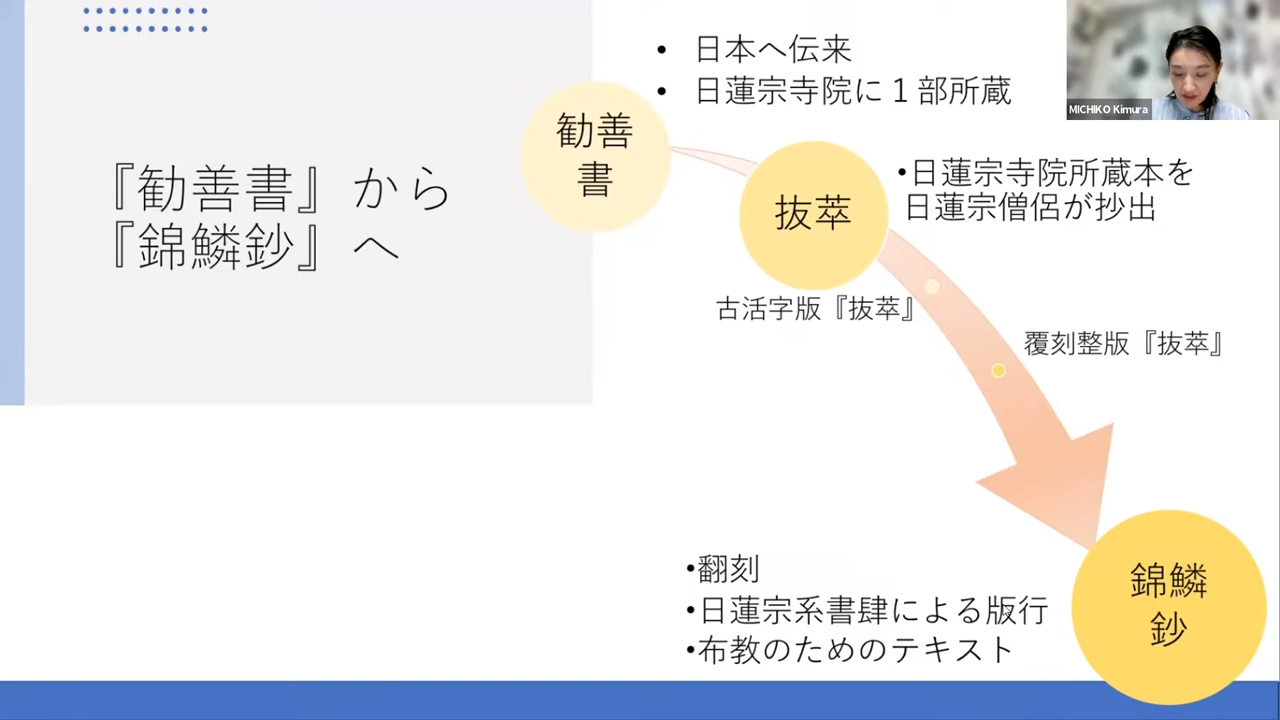 『勧善書』から
『錦鱗鈔』へ
勧善
書
• 日本へ伝来
• 日蓮宗寺院に１部所蔵
MICHIKO Kimura
抜萃
•日蓮宗寺院所蔵本を
日蓮宗僧侶が抄出
古活字版『抜萃』
覆刻整版『抜萃』
錦鱗
鈔
•翻刻
•日蓮宗系書肆による版行
•布教のためのテキスト